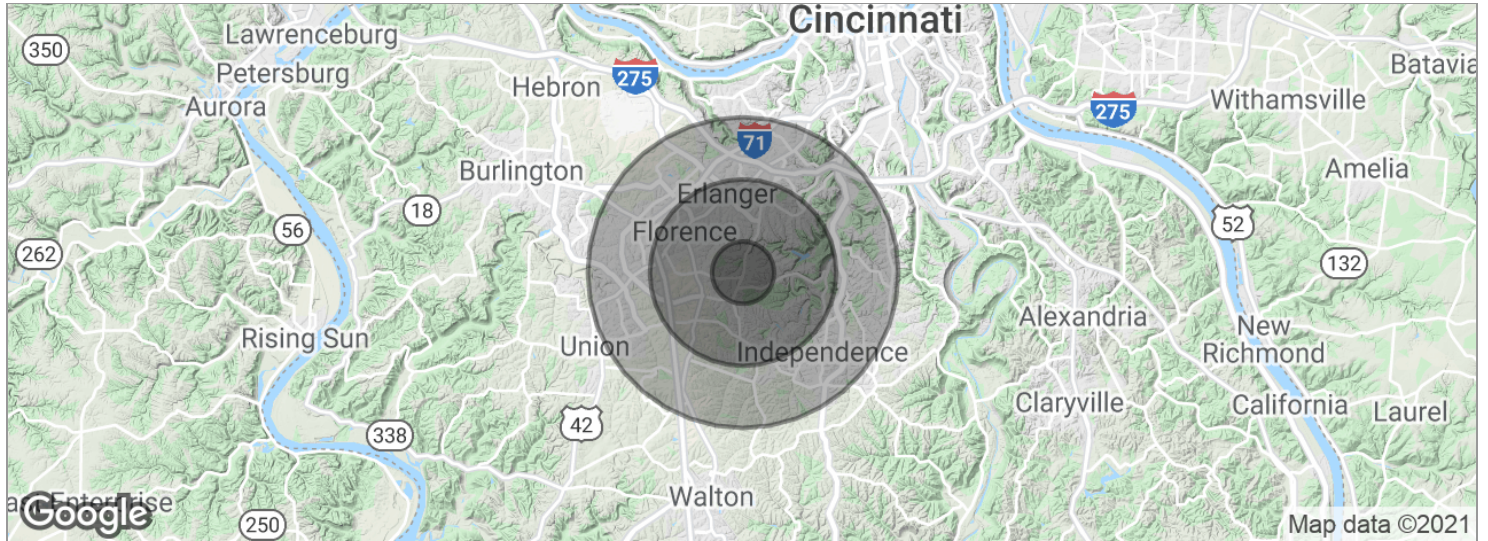 Cincinnati
350
Lawrenceburg
Petersburg
275
Batavia
Hebron
Aurora
Withamsville
275
71
Burlington
Amelia
Erlanger
18
Florence
56
52
262
132
Alexandria
New
Richmond
Rising Sun
Union
Independence
Claryville
California
Laurel
42
338
Walton
Google
250
Map data ©2021